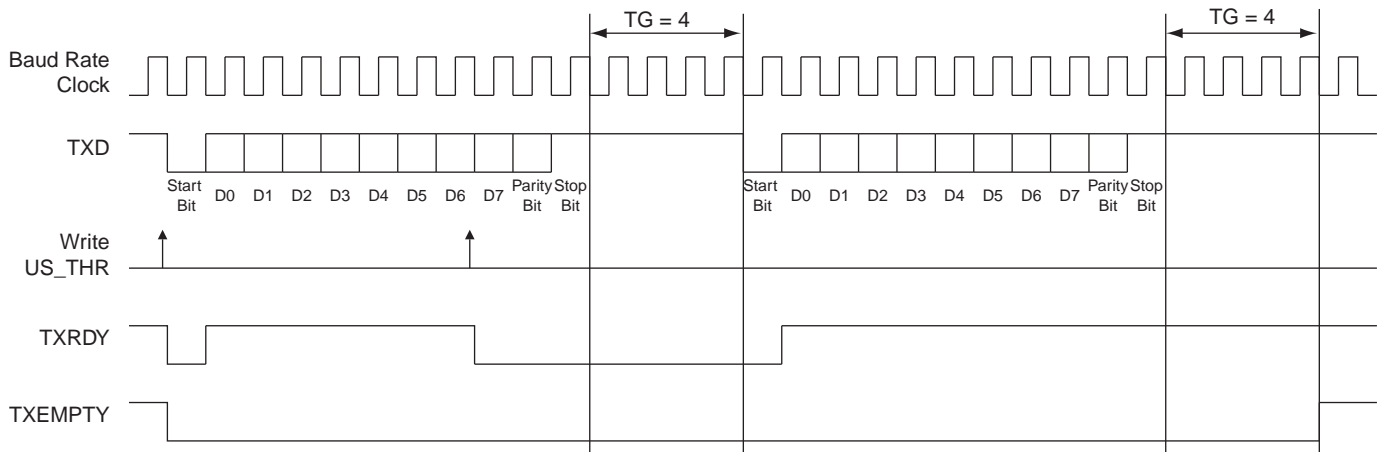 TG = 4
TG = 4
Baud Rate
Clock
TXD
Start
Bit
D0
D1
D2
D3
D4
D5
D6
D7
Parity
Bit
Stop
Bit
Start
Bit
D0
D1
D2
D3
D4
D5
D6
D7
Parity
Bit
Stop
Bit
Write
US_THR
TXRDY
TXEMPTY